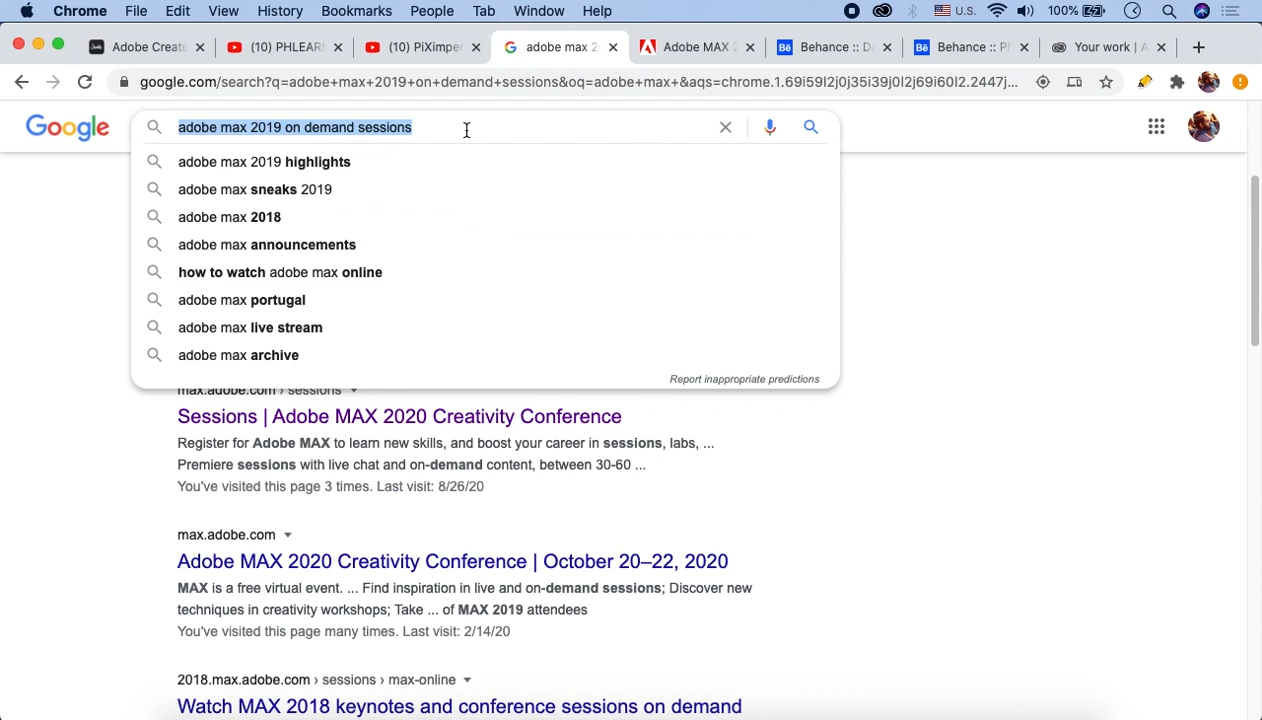 Chrome File Edit View History Bookmarks People Tab Window Help U.S. 100%
Adobe Create (10) PHLEARN (10) PiXimper adobe max 2 Adobe MAX 2 Behance :: D Behance :: P Your work | A
google.com/search?q=adobe+max+2019+on+demand+sessions&oq=adobe+max+&aqs=chrome.1.69i59l2j0j35i39j0l2j69i60l2.2447j...
Google
adobe max 2019 on demand sessions
adobe max 2019 highlights
adobe max sneaks 2019
adobe max 2018
adobe max announcements
how to watch adobe max online
adobe max portugal
adobe max live stream
adobe max archive
Report inappropriate predictions
max.adobe.com › sessions
Sessions | Adobe MAX 2020 Creativity Conference
Register for Adobe MAX to learn new skills, and boost your career in sessions, labs, ...
Premiere sessions with live chat and on-demand content, between 30-60 ...
You've visited this page 3 times. Last visit: 8/26/20
max.adobe.com
Adobe MAX 2020 Creativity Conference | October 20–22, 2020
MAX is a free virtual event. ... Find inspiration in live and on-demand sessions; Discover new
techniques in creativity workshops; Take ... of MAX 2019 attendees
You've visited this page many times. Last visit: 2/14/20
2018.max.adobe.com › sessions › max-online
Watch MAX 2018 keynotes and conference sessions on demand